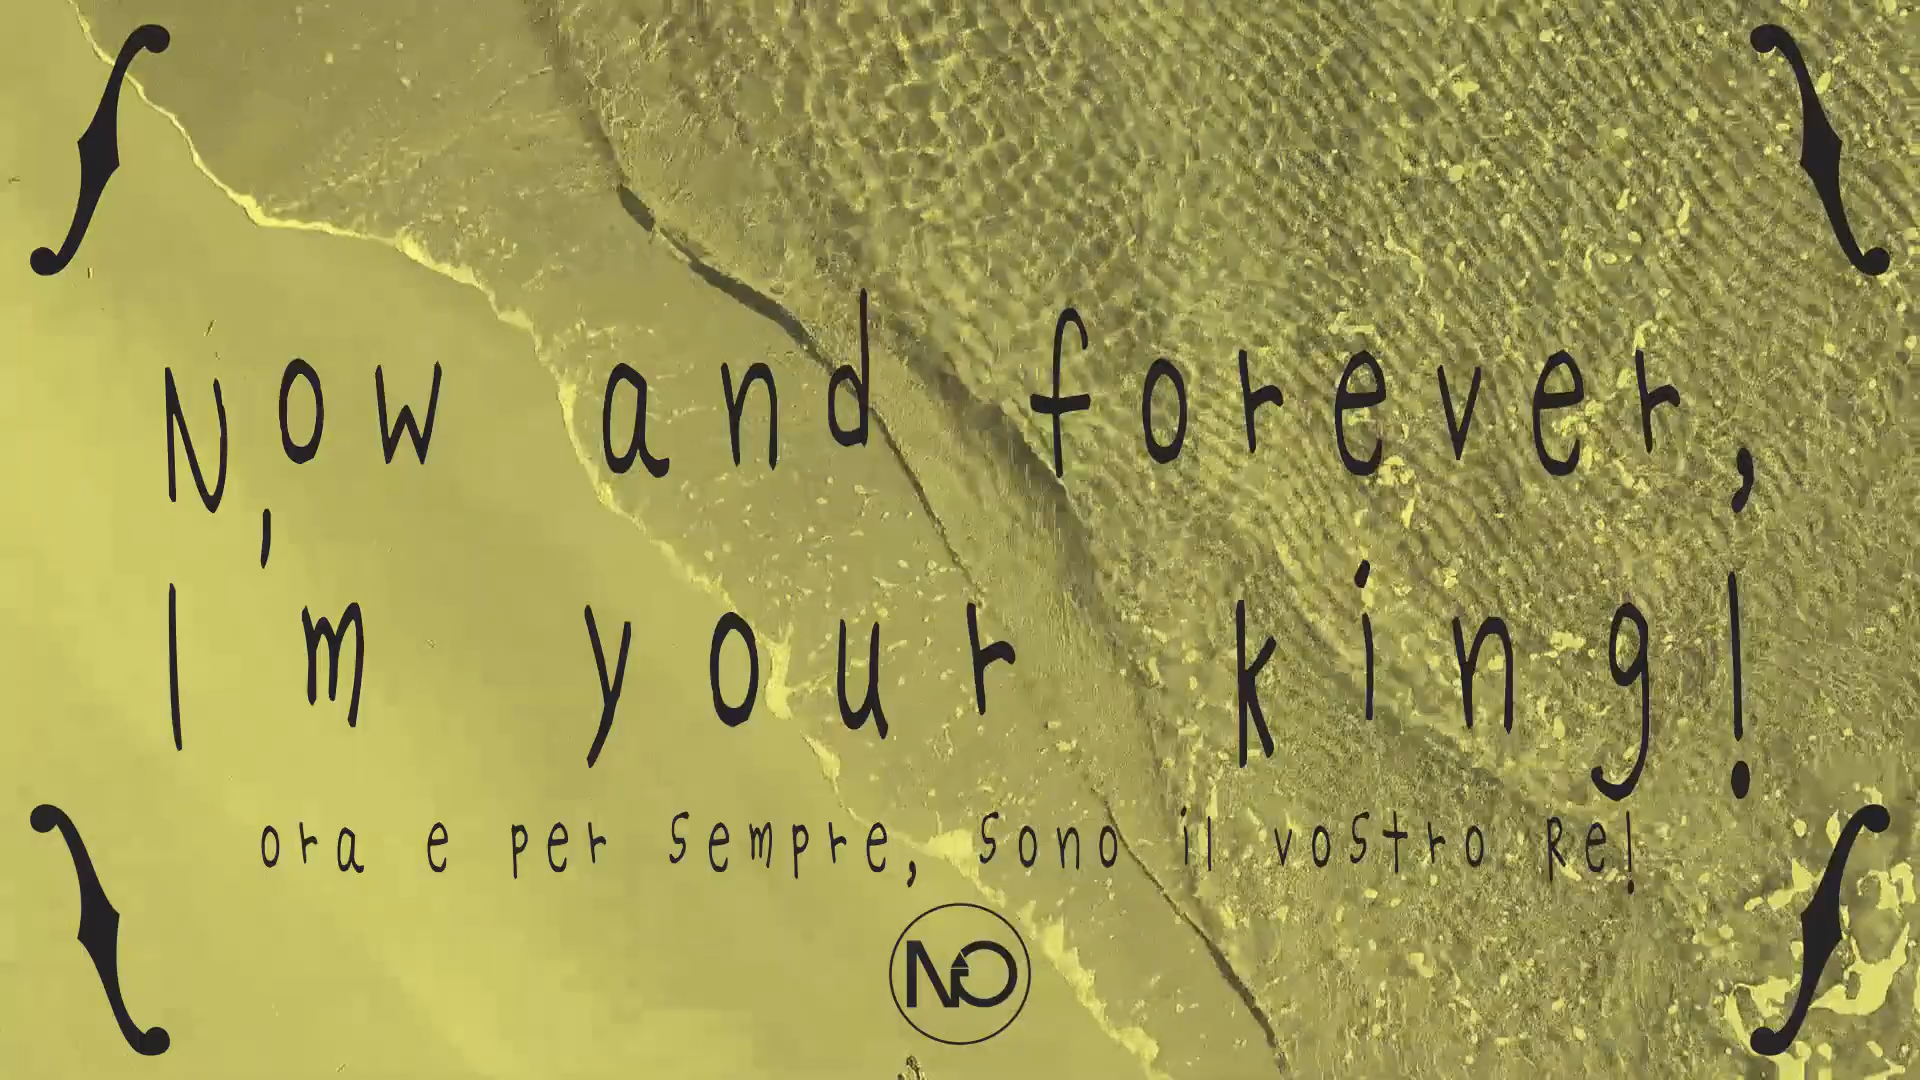 Now and forever,
I'm your king!
ora e per sempre, sono il vostro Re!
NO